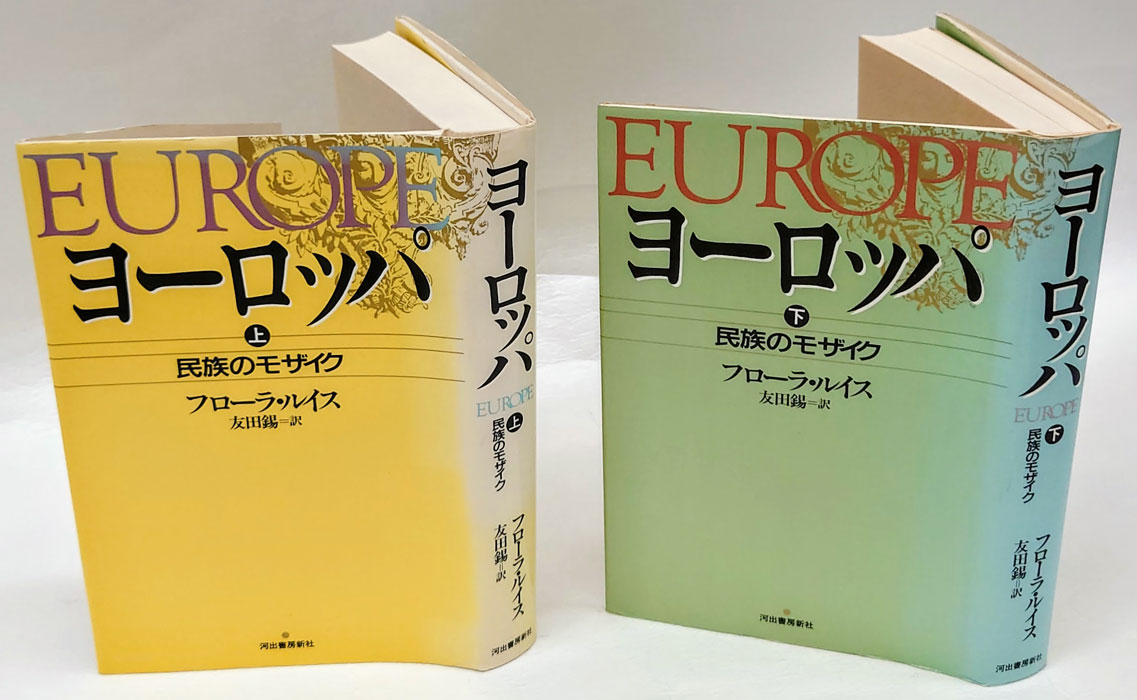 EUROPE
ヨーロッパ
上
民族のモザイク
フローラ・ルイス
友田錫=訳
河出書房新社
ヨーロッパ
EUROPE
上
民族のモザイク
フローラ・ルイス
友田錫=訳
河出書房新社
EUROPE
ヨーロッパ
下
民族のモザイク
フローラ・ルイス
友田錫=訳
河出書房新社
ヨーロッパ
EUROPE
下
民族のモザイク
フローラ・ルイス
友田錫=訳
河出書房新社